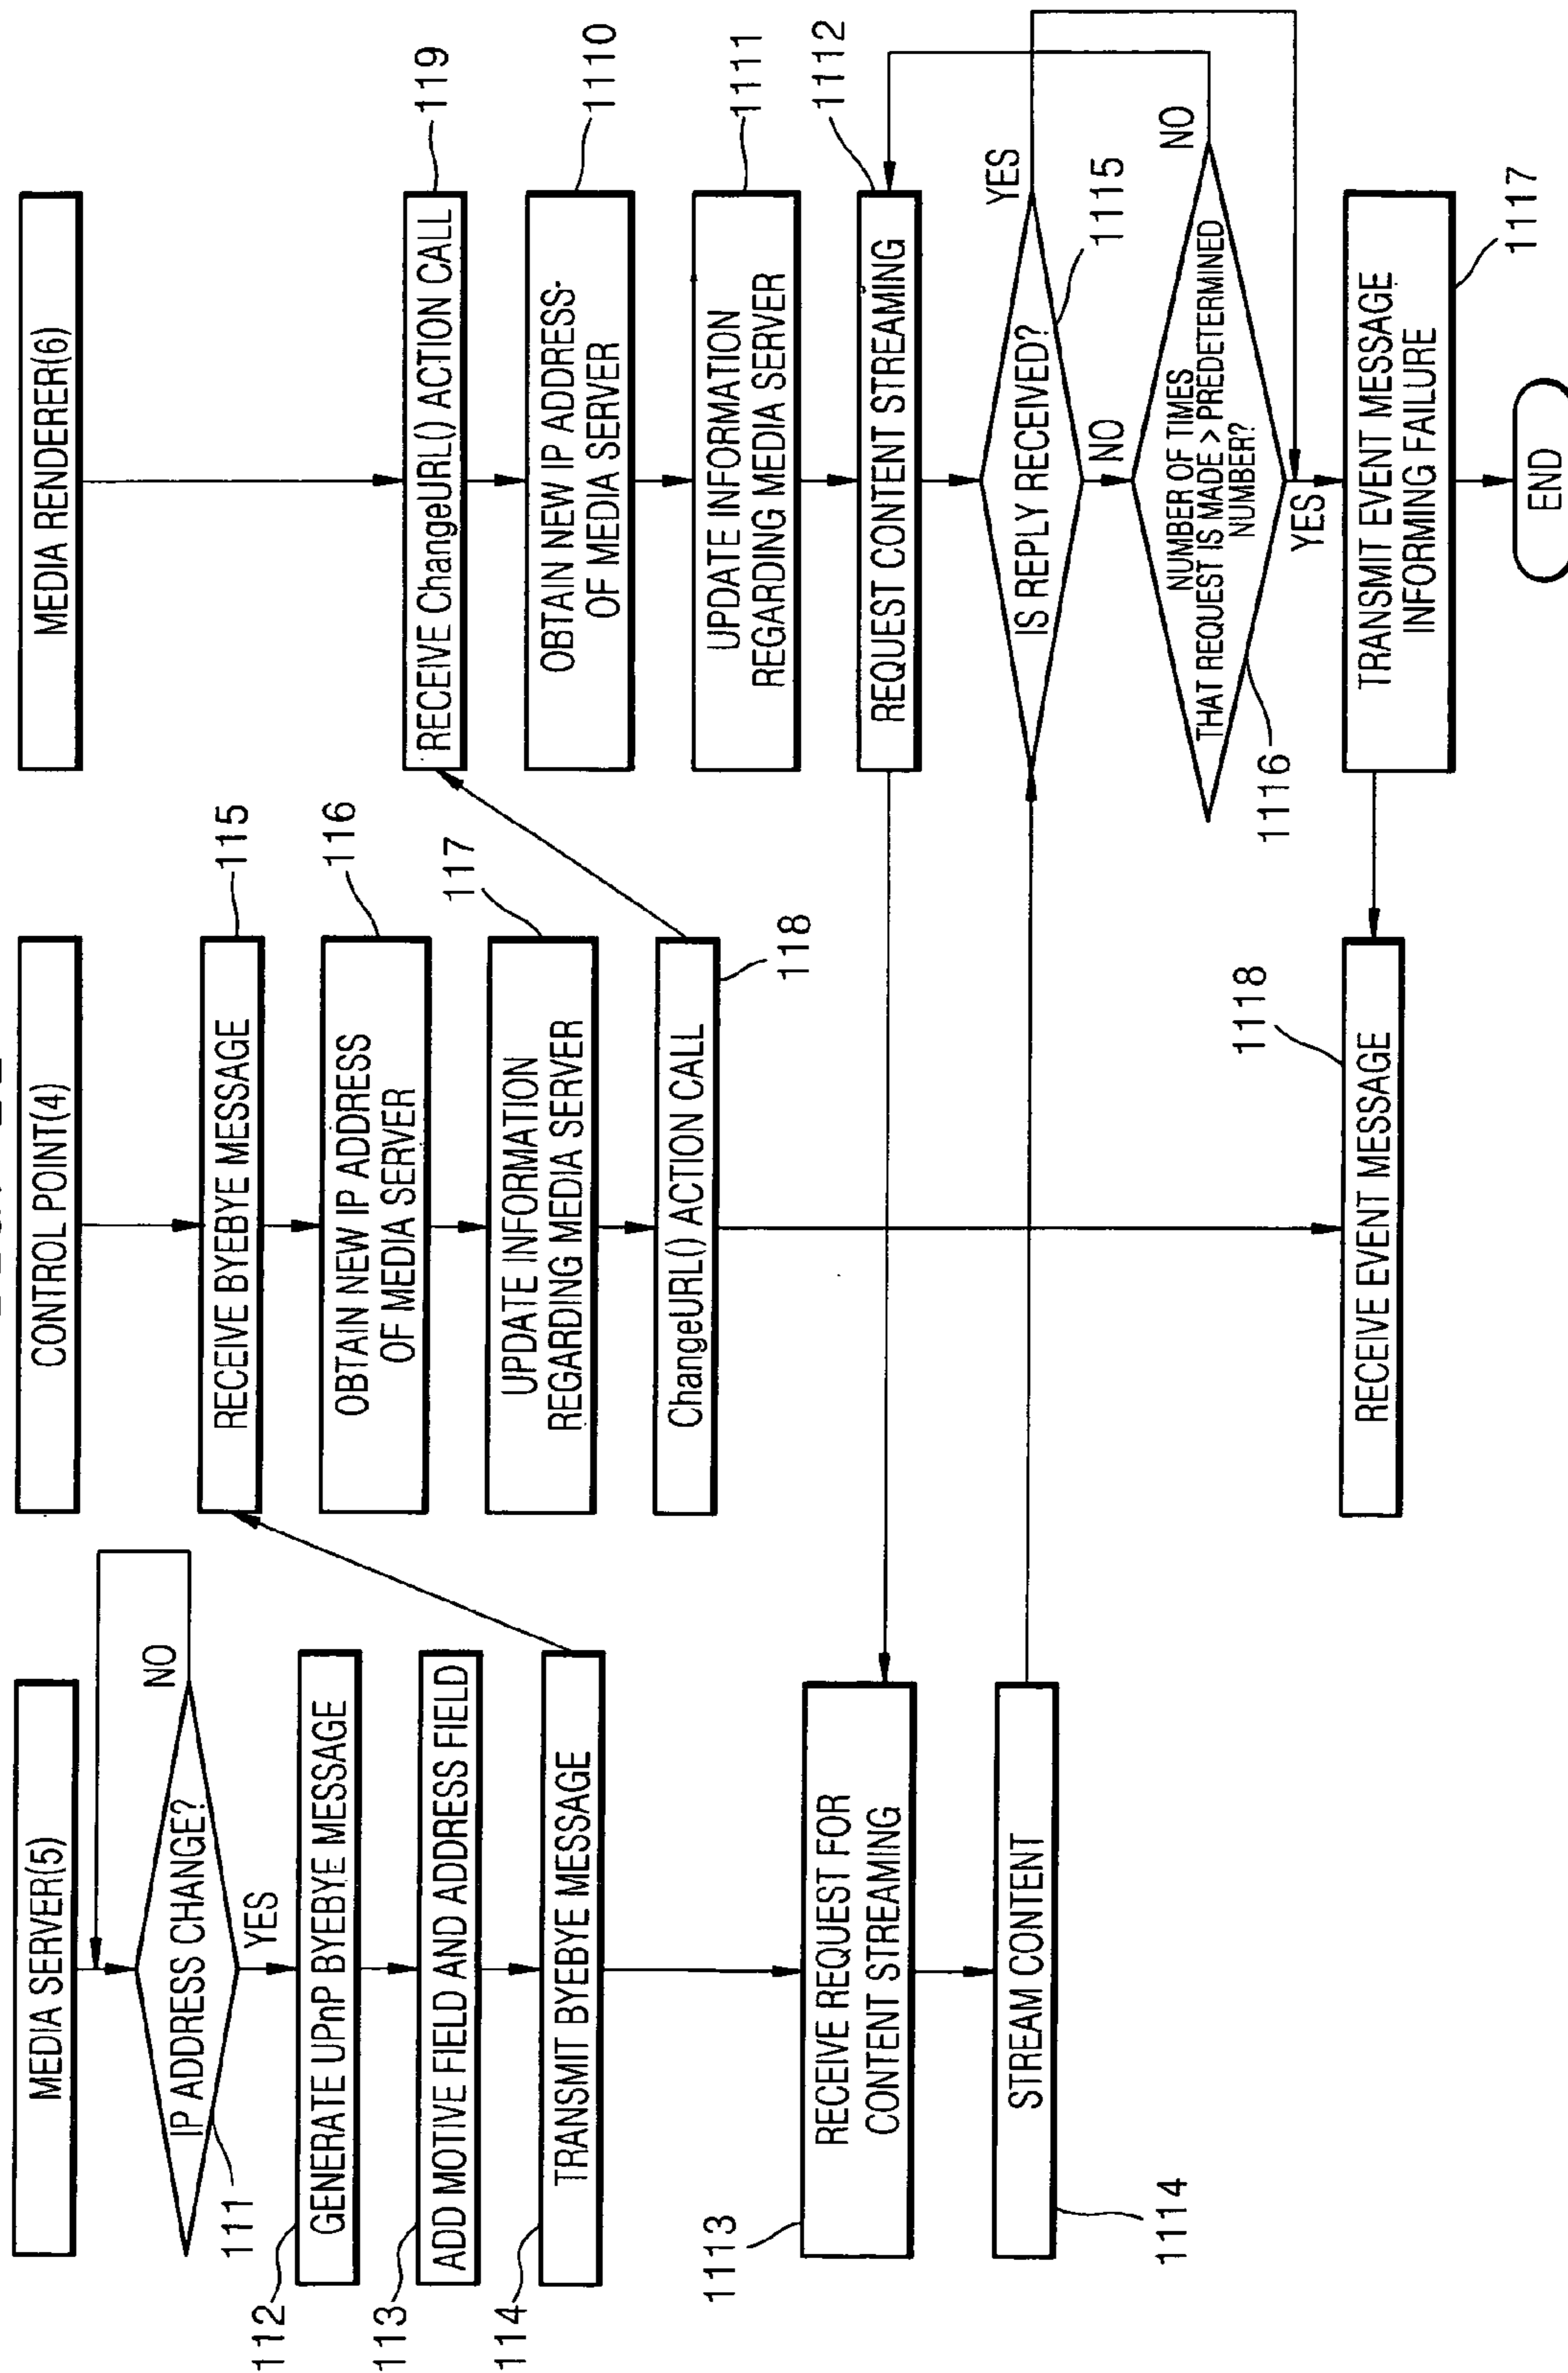 MEDIA SERVER(5)
IP ADDRESS CHANGE?
NO
YES
111
GENERATE UPnP BYEBYE MESSAGE
112
ADD MOTIVE FIELD AND ADDRESS FIELD
113
TRANSMIT BYEBYE MESSAGE
114
RECEIVE REQUEST FOR
CONTENT STREAMING
1113
STREAM CONTENT
1114
CONTROL POINT(4)
RECEIVE BYEBYE MESSAGE
115
OBTAIN NEW IP ADDRESS
OF MEDIA SERVER
116
UPDATE INFORMATION
REGARDING MEDIA SERVER
117
ChangeURL() ACTION CALL
118
RECEIVE EVENT MESSAGE
1118
MEDIA RENDERER(6)
RECEIVE ChangeURL() ACTION CALL
119
OBTAIN NEW IP ADDRESS
OF MEDIA SERVER
1110
UPDATE INFORMATION
REGARDING MEDIA SERVER
1111
REQUEST CONTENT STREAMING
1112
IS REPLY RECEIVED?
YES
1115
NO
NUMBER OF TIMES
THAT REQUEST IS MADE > PREDETERMINED
NUMBER?
NO
1116
YES
TRANSMIT EVENT MESSAGE
INFORMING FAILURE
1117
END